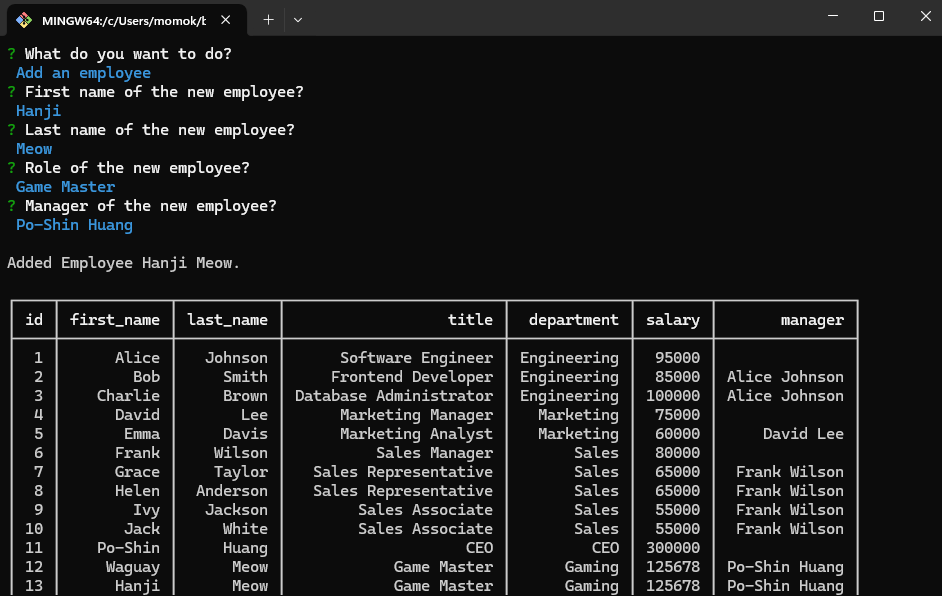 MINGW64:/c/Users/momok/b
? What do you want to do?
Add an employee
? First name of the new employee?
Hanji
? Last name of the new employee?
Meow
? Role of the new employee?
Game Master
? Manager of the new employee?
Po-Shin Huang
Added Employee Hanji Meow.
id first_name last_name title department salary manager
1 Alice Johnson Software Engineer Engineering 95000
2 Bob Smith Frontend Developer Engineering 85000 Alice Johnson
3 Charlie Brown Database Administrator Engineering 100000 Alice Johnson
4 David Lee Marketing Manager Marketing 75000
5 Emma Davis Marketing Analyst Marketing 60000 David Lee
6 Frank Wilson Sales Manager Sales 80000
7 Grace Taylor Sales Representative Sales 65000 Frank Wilson
8 Helen Anderson Sales Representative Sales 65000 Frank Wilson
9 Ivy Jackson Sales Associate Sales 55000 Frank Wilson
10 Jack White Sales Associate Sales 55000 Frank Wilson
11 Po-Shin Huang CEO CEO 300000
12 Waguay Meow Game Master Gaming 125678 Po-Shin Huang
13 Hanji Meow Game Master Gaming 125678 Po-Shin Huang